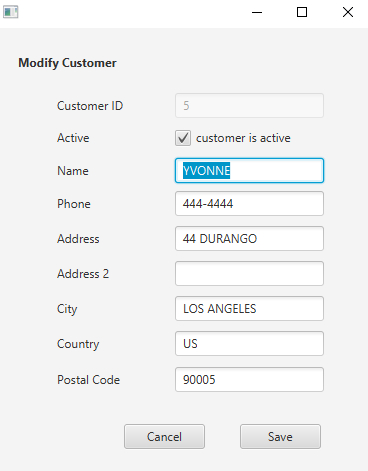 Modify Customer
Customer ID 5
Active customer is active
Name YVONNE
Phone 444-4444
Address 44 DURANGO
Address 2
City LOS ANGELES
Country US
Postal Code 90005
Cancel Save